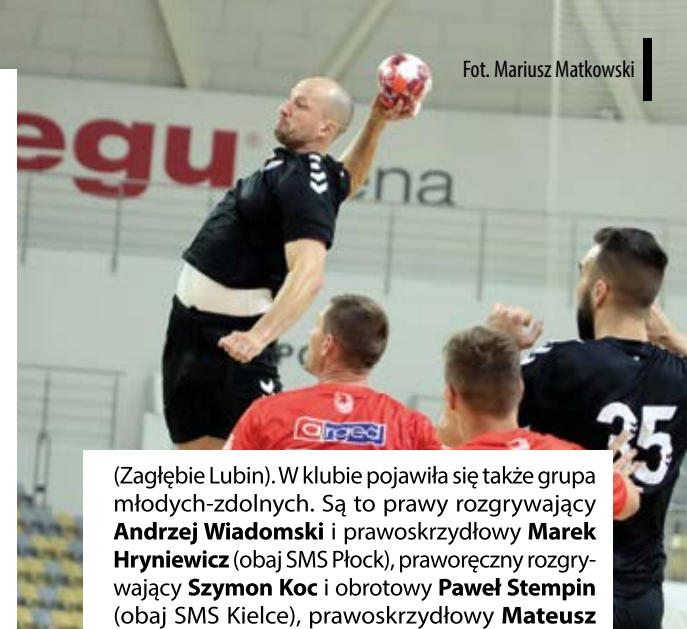 Fot. Mariusz Matkowski
egu
ena
PO
arged
35
(Zagłębie Lubin). W klubie pojawiła się także grupa
młodych-zdolnych. Są to prawy rozgrywający
Andrzej Wiadomski i prawoskrzydłowy Marek
Hryniewicz (obaj SMS Płock), praworęczny rozgry-
wający Szymon Koc i obrotowy Paweł Stempin
(obaj SMS Kielce), prawoskrzydłowy Mateusz